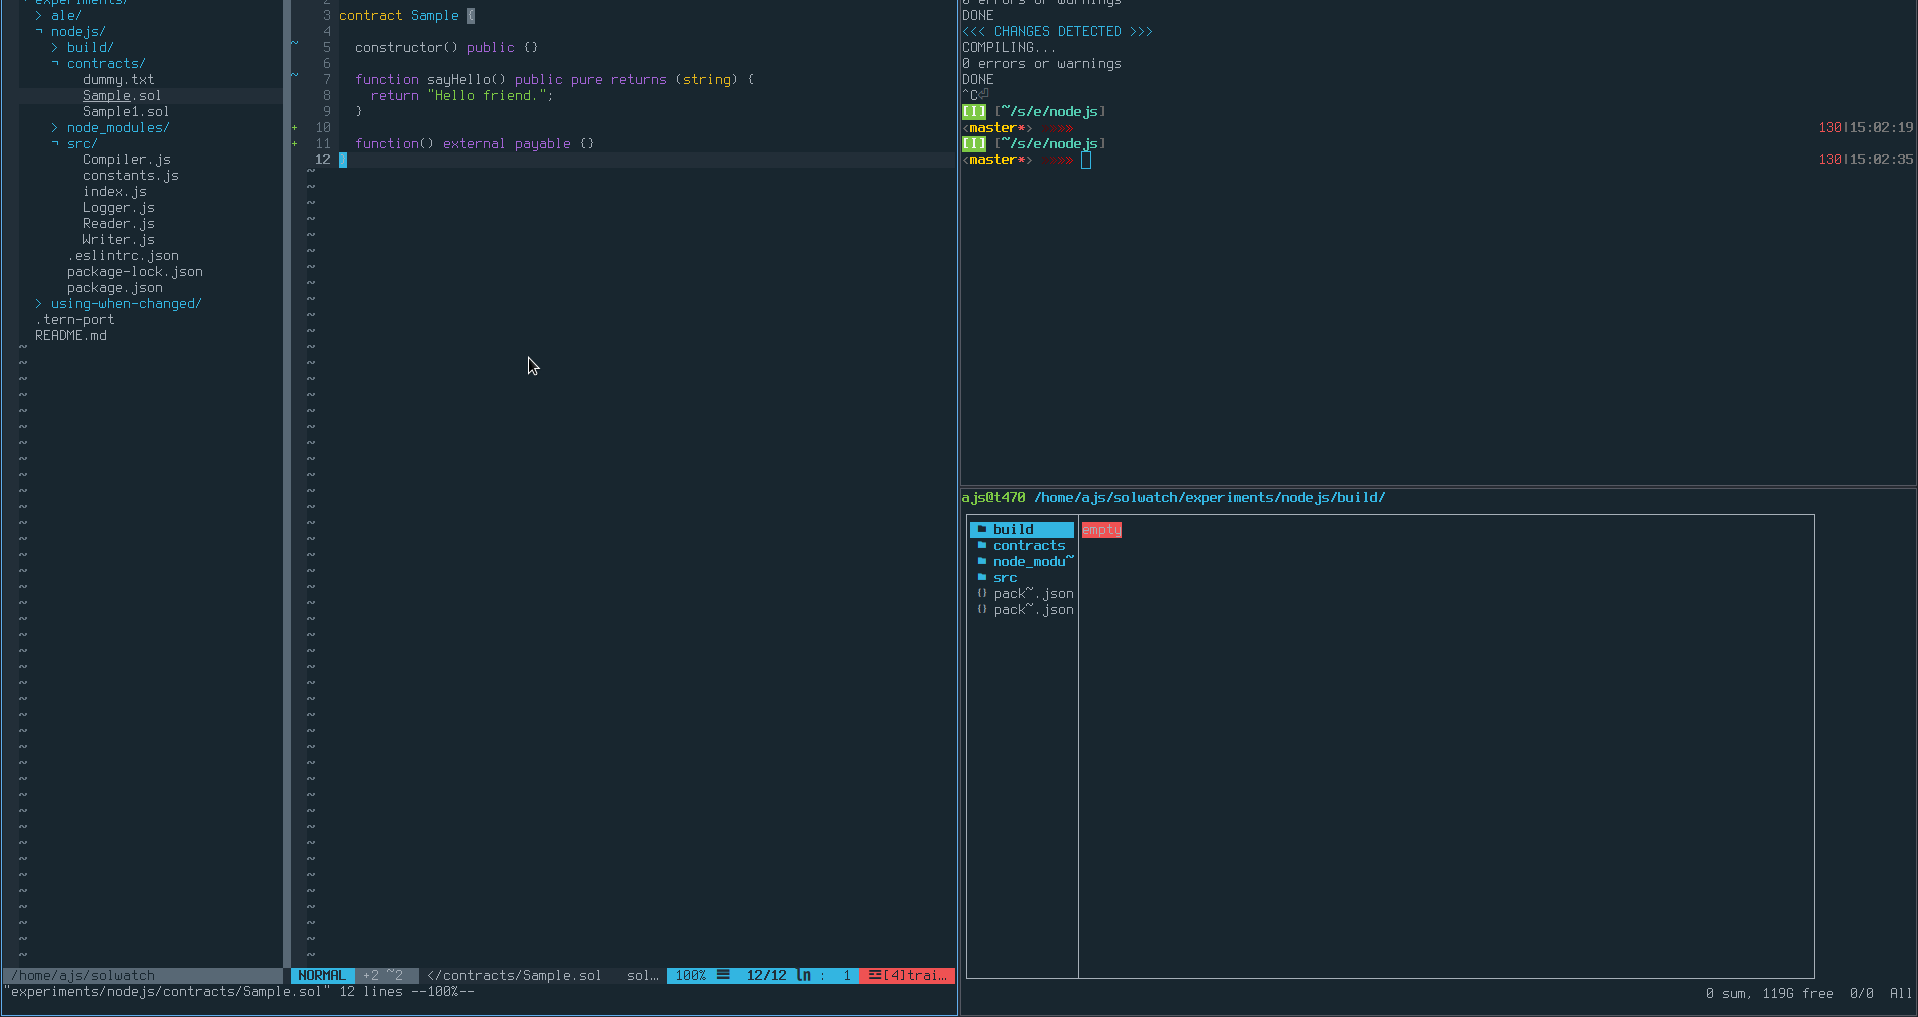 experiments/
> ale/
¬ nodejs/
> build/
¬ contracts/
dummy.txt
Sample.sol
Sample1.sol
> node_modules/
¬ src/
Compiler.js
constants.js
index.js
Logger.js
Reader.js
Writer.js
.eslintrc.json
package-lock.json
package.json
> using-when-changed/
.tern-port
README.md
/home/ajs/solwatch
2
3 contract Sample {
4
~ 5 constructor() public {}
6
~ 7 function sayHello() public pure returns (string) {
8 return "Hello friend.";
9 }
+ 10
+ 11 function() external payable {}
12 }
NORMAL +2 ~2 </contracts/Sample.sol sol… 100% ☰ 12/12 ln : 1 Ξ[4]trai…
"experiments/nodejs/contracts/Sample.sol" 12 lines --100%--
0 errors or warnings
DONE
<<< CHANGES DETECTED >>>
COMPILING...
0 errors or warnings
DONE
^C⏎
[I] [~/s/e/nodejs]
<master*> »»» 130|15:02:19
[I] [~/s/e/nodejs]
<master*> »»» 130|15:02:35
ajs@t470 /home/ajs/solwatch/experiments/nodejs/build/
build empty
contracts
node_modu~
src
{} pack~.json
{} pack~.json
0 sum, 119G free 0/0 All